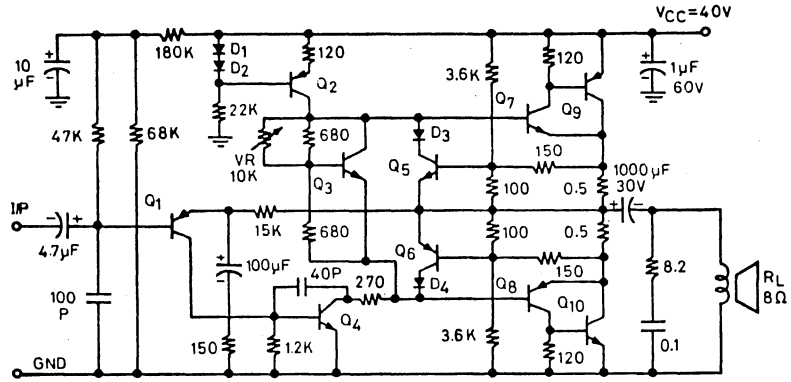 VCC=40V
180K
D1
D2
120
Q2
10
μF
3.6K
Q7
120
Q9
1μF
60V
22K
47K
68K
VR
10K
680
D3
Q3
Q5
150
1000μF
30V
100
0.5
Q1
I/P
4.7μF
15K
680
Q6
100
0.5
100μF
40P
270
D4
Q8
150
Q10
8.2
RL
8Ω
100
P
Q4
150
1.2K
3.6K
120
0.1
GND